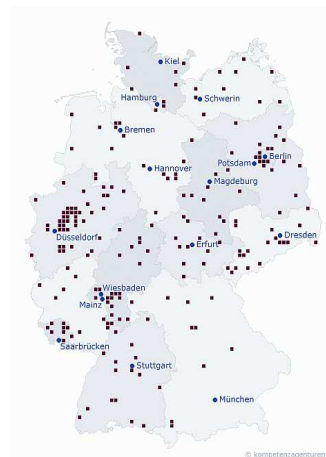 Kiel
Hamburg
Schwerin
Bremen
Hannover
Berlin
Potsdam
Magdeburg
Düsseldorf
Erfurt
Dresden
Wiesbaden
Mainz
Saarbrücken
Stuttgart
München
© kompetenzagenturen